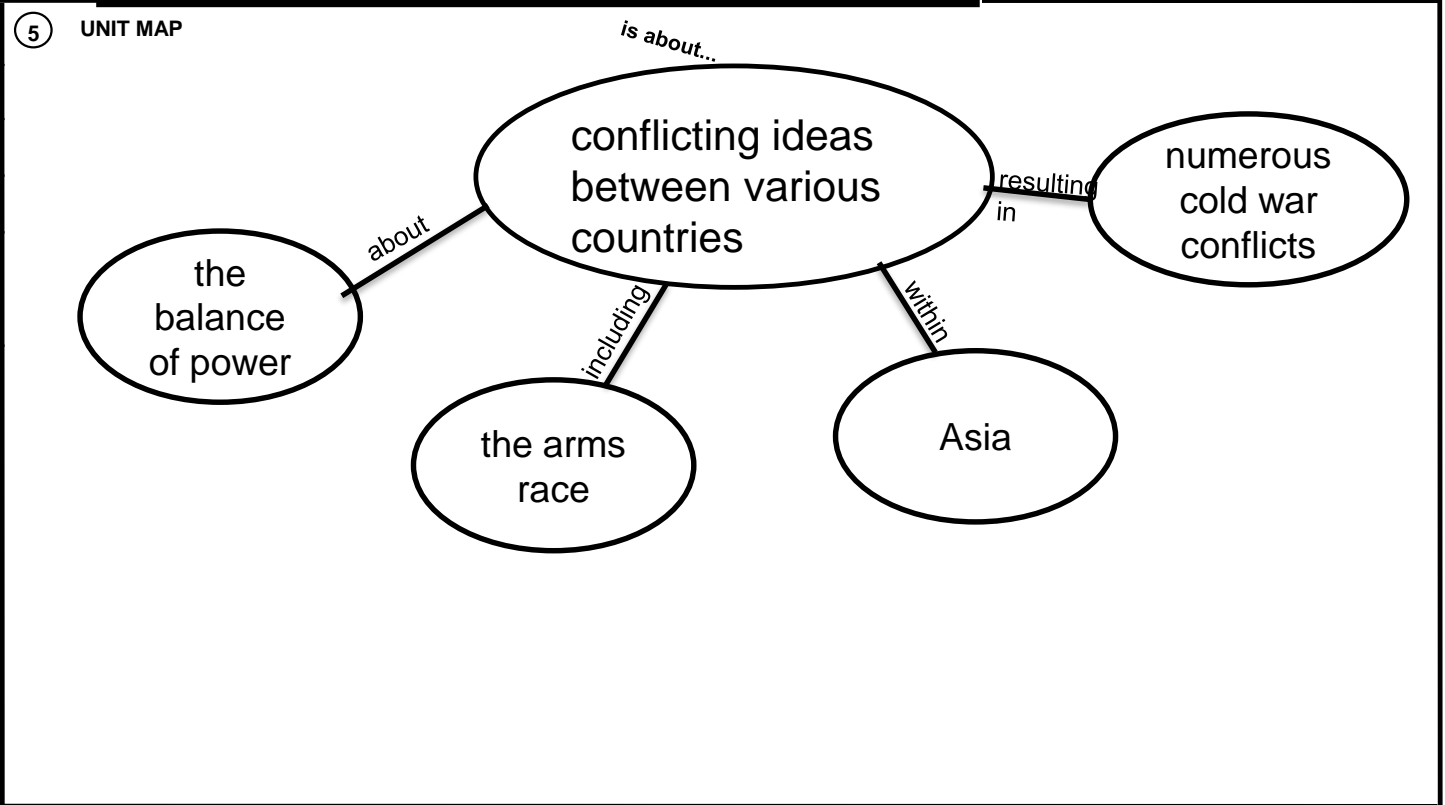 5 UNIT MAP
is about...
conflicting ideas
between various
countries
resulting
in
numerous
cold war
conflicts
about
the
balance
of power
including
the arms
race
within
Asia